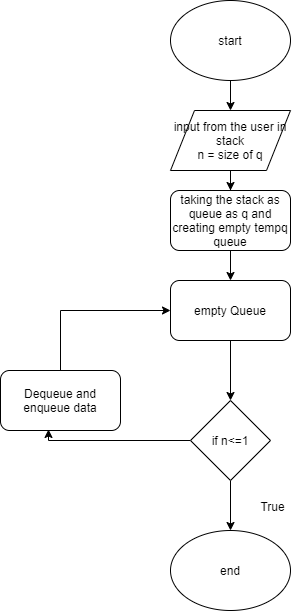 start
input from the user in
stack
n = size of q
taking the stack as
queue as q and
creating empty tempq
queue
empty Queue
Dequeue and
enqueue data
if n<=1
True
end